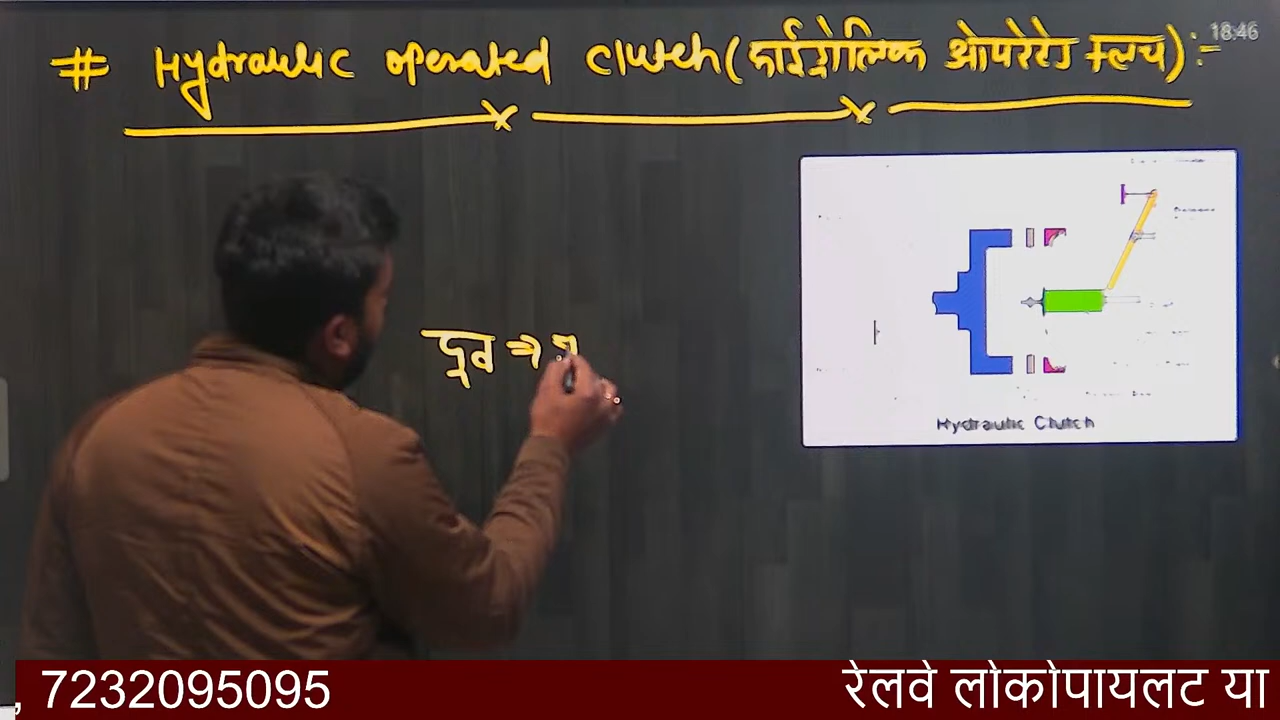 18:46
# Hydraulic operated Clutch (हाईड्रोलिक ओपरेटेड क्लच) :-
द्रव ⇒
Hydraulic Clutch
, 7232095095 रेलवे लोकोपायलट या